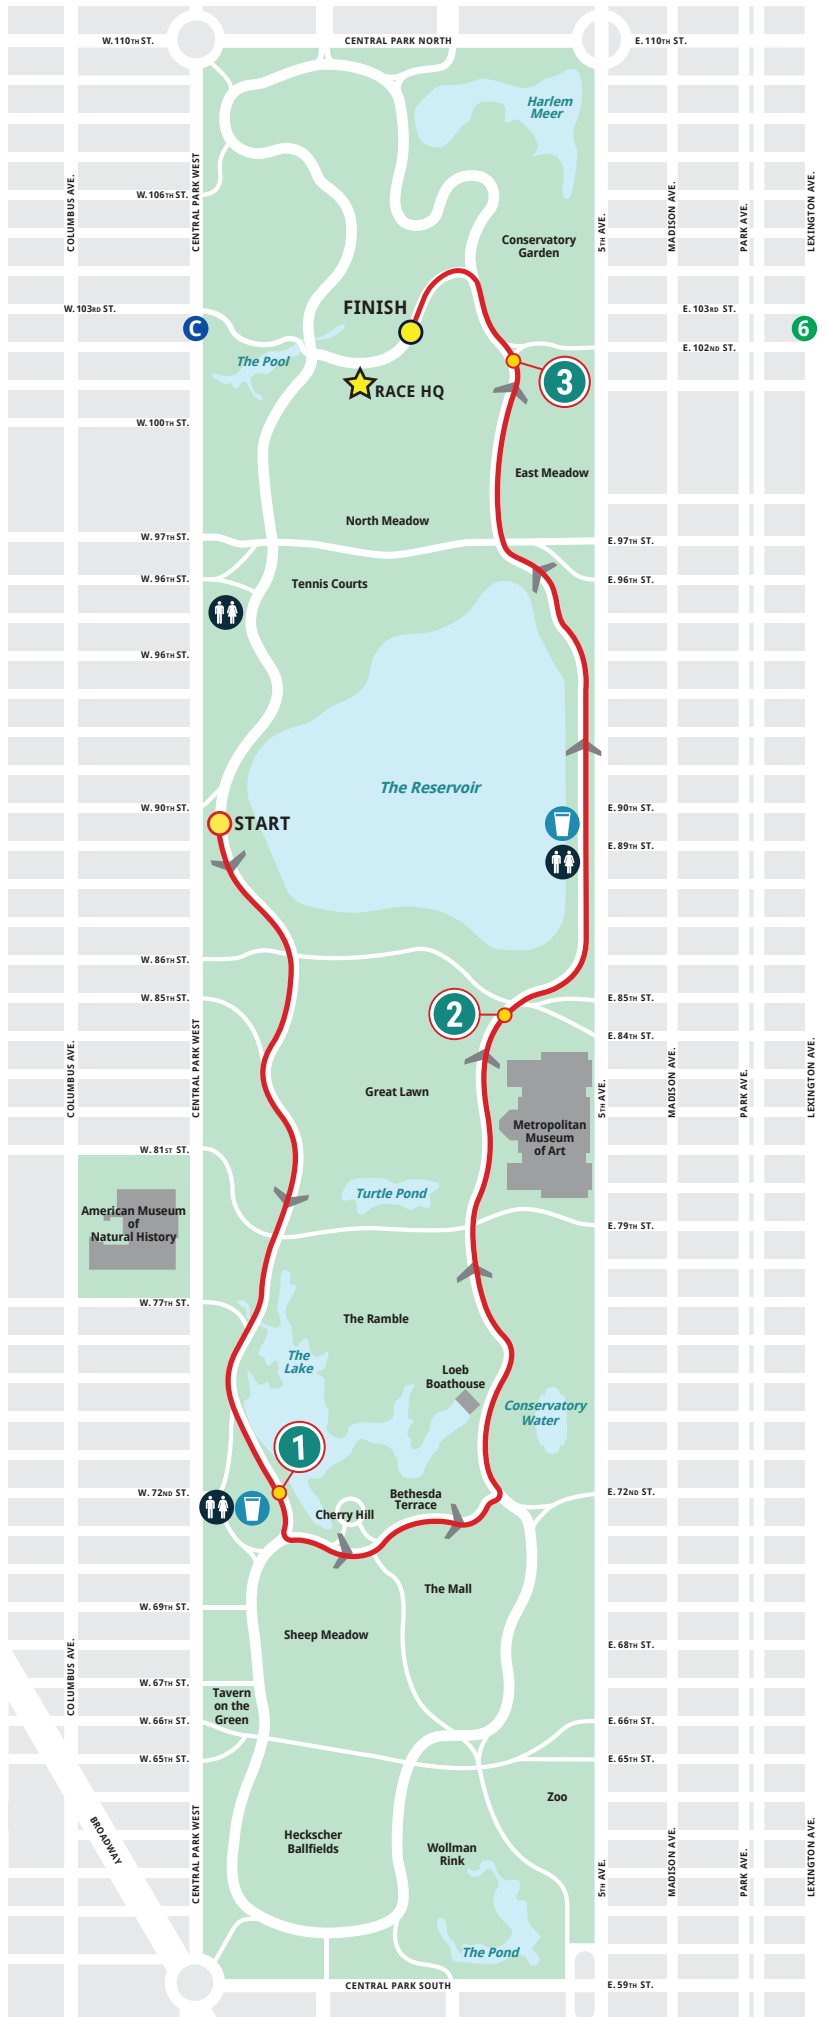 W. 110TH ST.
CENTRAL PARK NORTH
E. 110TH ST.
Harlem
Meer
COLUMBUS AVE.
CENTRAL PARK WEST
W. 106TH ST.
5TH AVE.
MADISON AVE.
PARK AVE.
LEXINGTON AVE.
Conservatory
Garden
W. 103RD ST.
FINISH
E. 103RD ST.
C
6
The Pool
E. 102ND ST.
3
RACE HQ
W. 100TH ST.
East Meadow
North Meadow
W. 97TH ST.
E. 97TH ST.
W. 96TH ST.
Tennis Courts
E. 96TH ST.
W. 96TH ST.
The Reservoir
W. 90TH ST.
E. 90TH ST.
START
E. 89TH ST.
W. 86TH ST.
W. 85TH ST.
E. 85TH ST.
2
E. 84TH ST.
COLUMBUS AVE.
CENTRAL PARK WEST
5TH AVE.
MADISON AVE.
PARK AVE.
LEXINGTON AVE.
Great Lawn
Metropolitan
Museum
of Art
W. 81ST ST.
Turtle Pond
American Museum
of
Natural History
E. 79TH ST.
W. 77TH ST.
The Ramble
The
Lake
Loeb
Boathouse
Conservatory
Water
1
W. 72ND ST.
Bethesda
Terrace
E. 72ND ST.
Cherry Hill
The Mall
W. 69TH ST.
Sheep Meadow
E. 68TH ST.
COLUMBUS AVE.
W. 67TH ST.
Tavern
on the
Green
W. 66TH ST.
E. 66TH ST.
W. 65TH ST.
E. 65TH ST.
Zoo
BROADWAY
CENTRAL PARK WEST
Heckscher
Ballfields
Wollman
Rink
5TH AVE.
MADISON AVE.
PARK AVE.
LEXINGTON AVE.
The Pond
CENTRAL PARK SOUTH
E. 59TH ST.